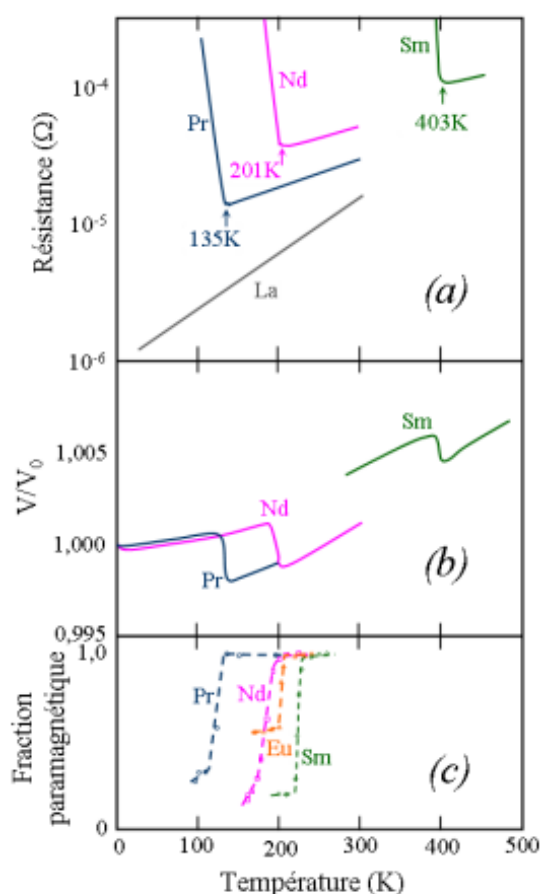 Sm
10⁻⁴
Pr
Nd
403K
201K
135K
10⁻⁵
La
(a)
10⁻⁶
Résistance (Ω)
Sm
1,005
Nd
1,000
Pr
(b)
0,995
V/V₀
1,0
Pr
Nd
Eu
Sm
(c)
0
Fraction
paramagnétique
0 100 200 300 400 500
Température (K)